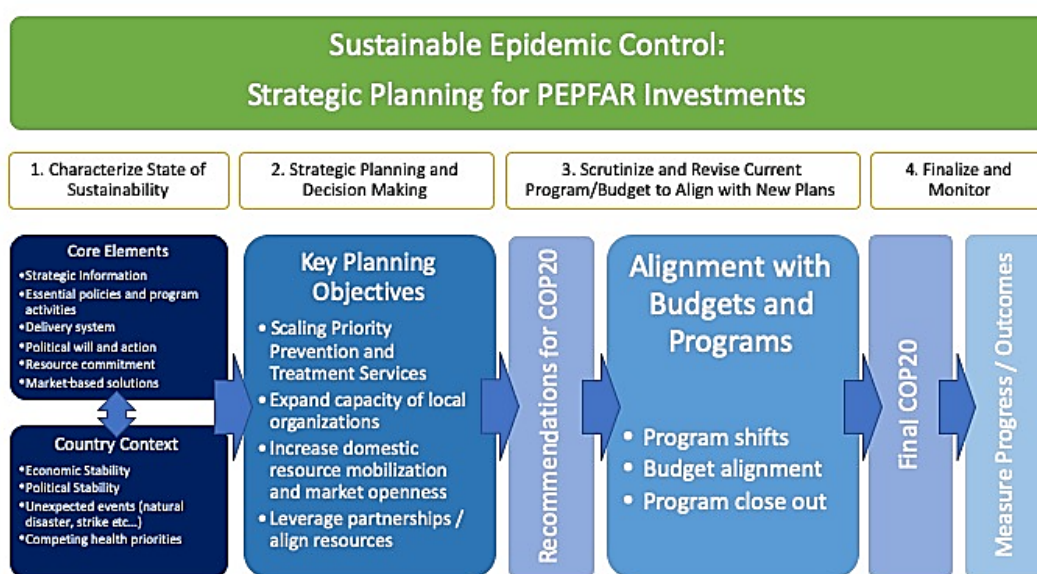 Sustainable Epidemic Control:
Strategic Planning for PEPFAR Investments
1. Characterize State of
Sustainability
2. Strategic Planning and
Decision Making
3. Scrutinize and Revise Current
Program/Budget to Align with New Plans
4. Finalize and
Monitor
Core Elements
•Strategic Information
•Essential policies and program
activities
•Delivery system
•Political will and action
•Resource commitment
•Market-based solutions
Country Context
•Economic Stability
•Political Stability
•Unexpected events (natural
disaster, strike etc...)
•Competing health priorities
Key Planning
Objectives
• Scaling Priority
Prevention and
Treatment Services
• Expand capacity of local
organizations
• Increase domestic
resource mobilization
and market openness
• Leverage partnerships /
align resources
Recommendations for COP20
Alignment with
Budgets and
Programs
• Program shifts
• Budget alignment
• Program close out
Final COP20
Measure Progress / Outcomes